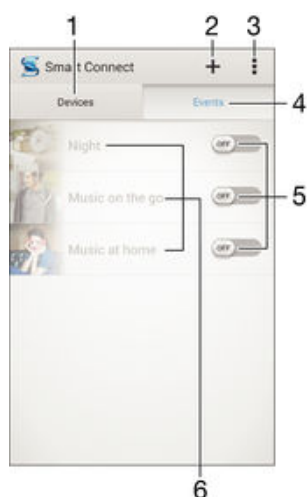 1
2
3
Smart Connect
Devices
Events
4
Night
OFF
Music on the go
OFF
5
Music at home
OFF
6